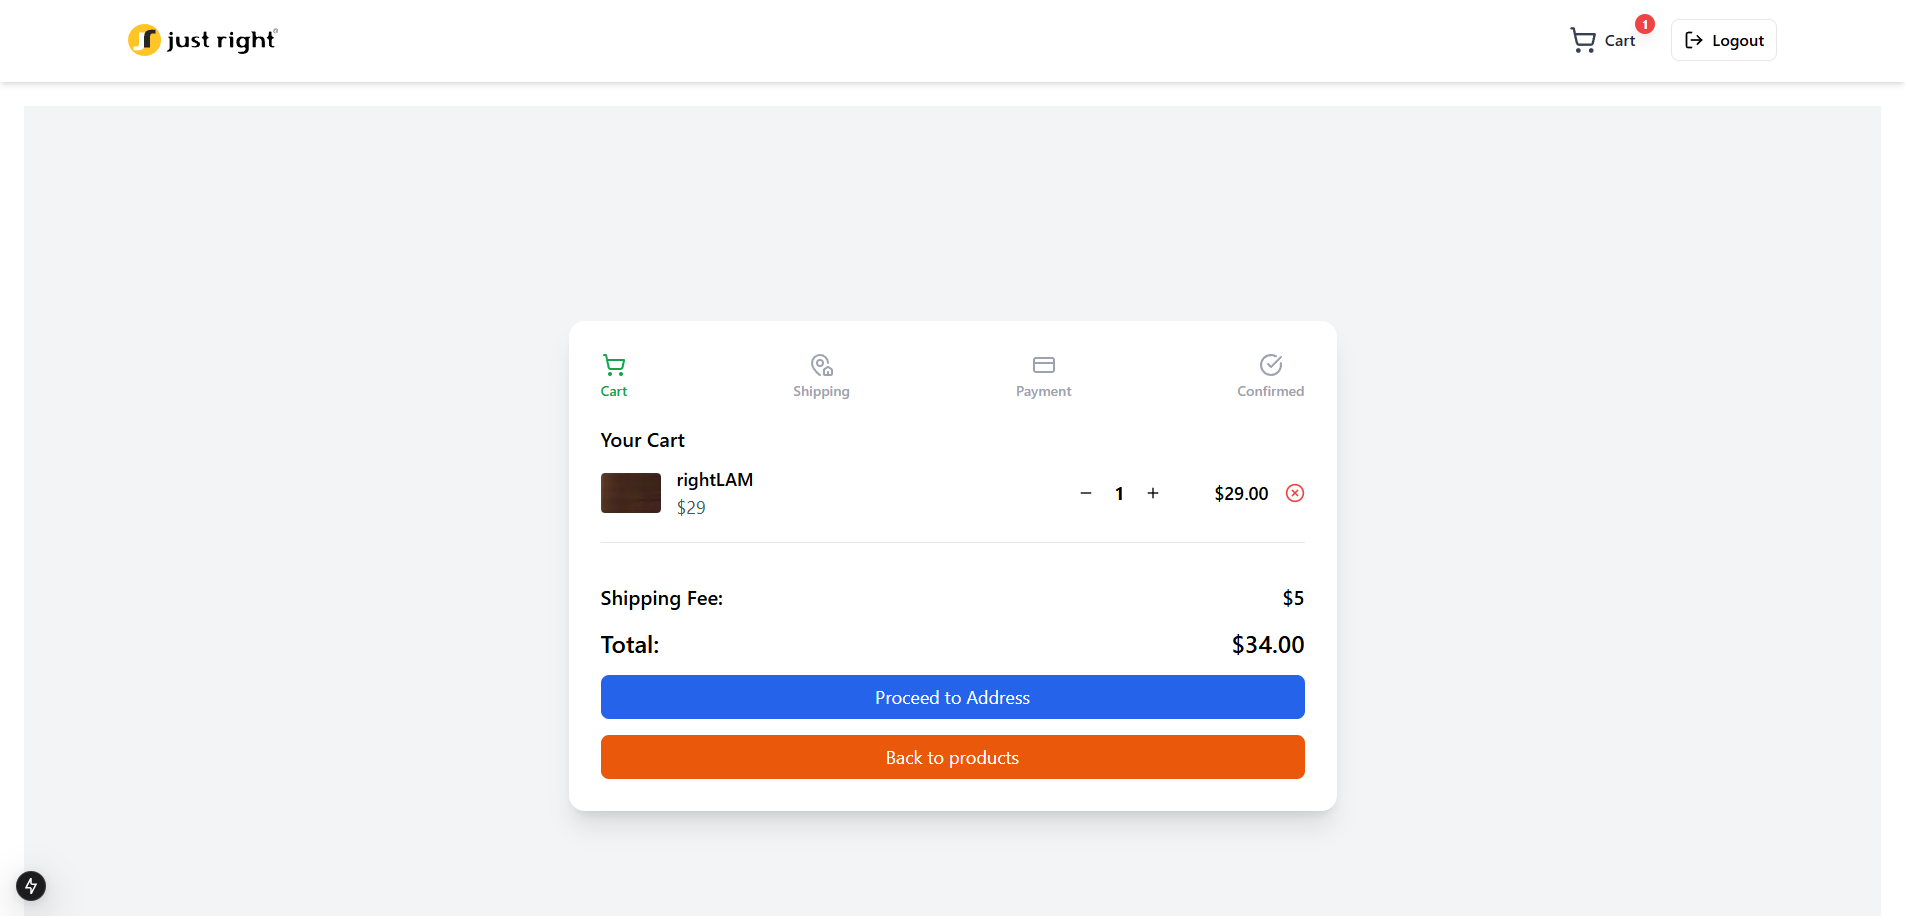 just right
Cart
1
Logout
Cart
Shipping
Payment
Confirmed
Your Cart
rightLAM
$29
1
$29.00
Shipping Fee:
$5
Total:
$34.00
Proceed to Address
Back to products